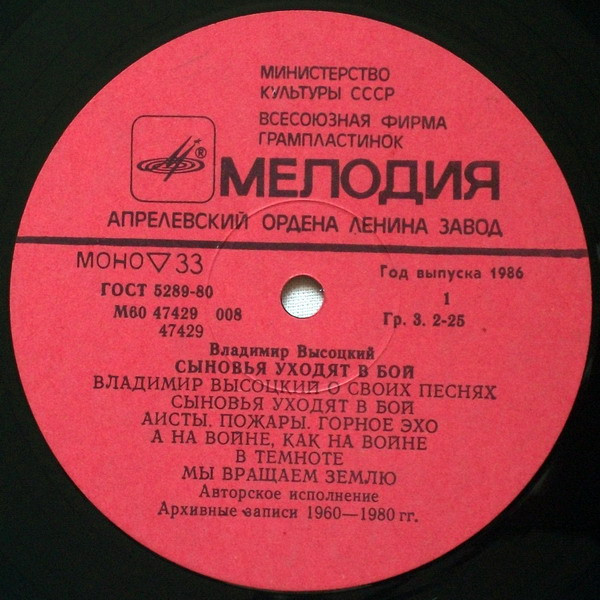 МИНИСТЕРСТВО
КУЛЬТУРЫ СССР
ВСЕСОЮЗНАЯ ФИРМА
ГРАМПЛАСТИНОК
®
МЕЛОДИЯ
АПРЕЛЕВСКИЙ ОРДЕНА ЛЕНИНА ЗАВОД
МОНО ▽ 33
Год выпуска 1986
ГОСТ 5289-80
1
М60 47429 008
Гр. 3. 2-25
47429
Владимир Высоцкий
СЫНОВЬЯ УХОДЯТ В БОЙ
ВЛАДИМИР ВЫСОЦКИЙ О СВОИХ ПЕСНЯХ
СЫНОВЬЯ УХОДЯТ В БОЙ
АИСТЫ. ПОЖАРЫ. ГОРНОЕ ЭХО
А НА ВОЙНЕ, КАК НА ВОЙНЕ
В ТЕМНОТЕ
МЫ ВРАЩАЕМ ЗЕМЛЮ
Авторское исполнение
Архивные записи 1960—1980 гг.